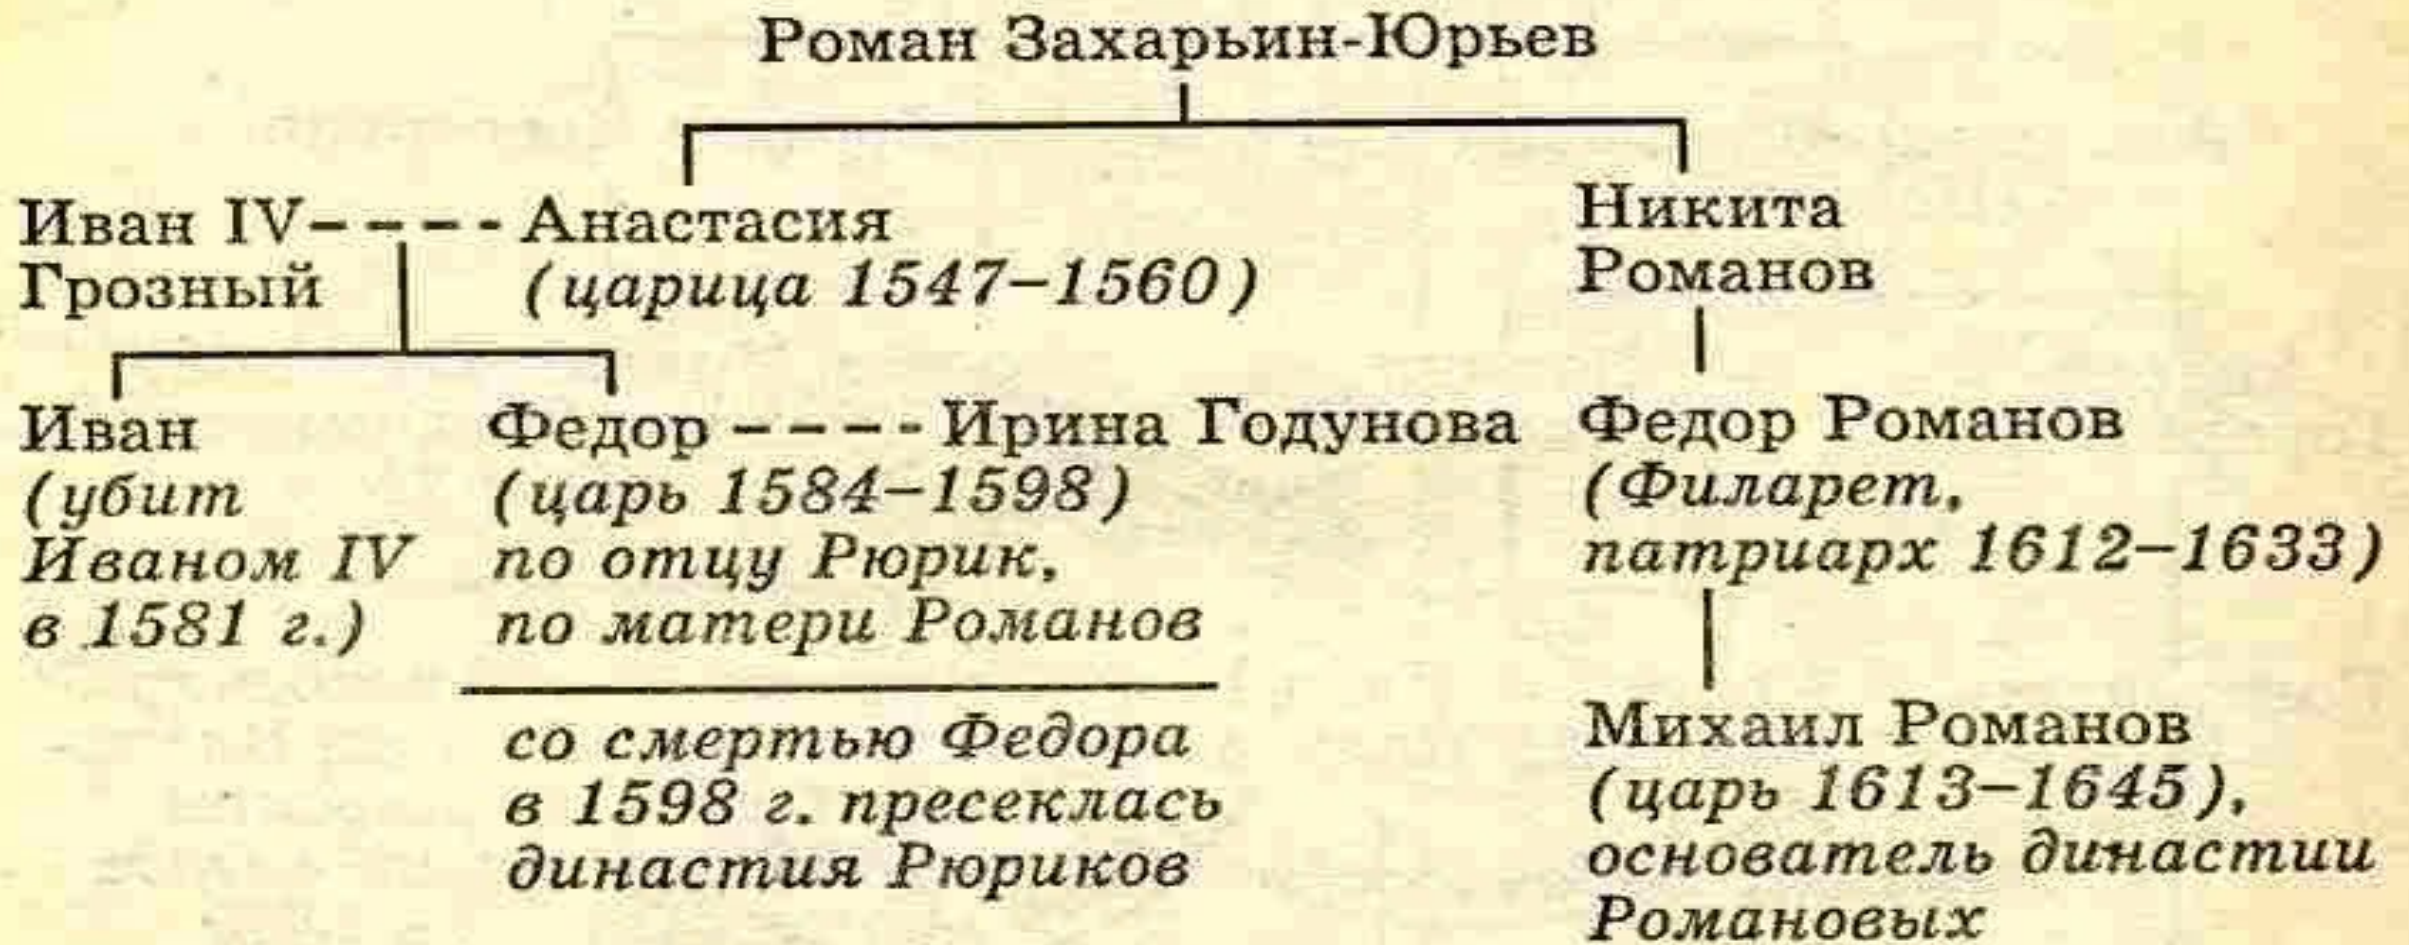 Роман Захарьин-Юрьев
Иван IV---- Анастасия
Грозный (царица 1547–1560)
Никита
Романов
Иван
(убит
Иваном IV
в 1581 г.)
Федор ---- Ирина Годунова
(царь 1584–1598)
по отцу Рюрик,
по матери Романов
со смертью Федора
в 1598 г. пресеклась
династия Рюриков
Федор Романов
(Филарет,
патриарх 1612–1633)
Михаил Романов
(царь 1613–1645),
основатель династии
Романовых